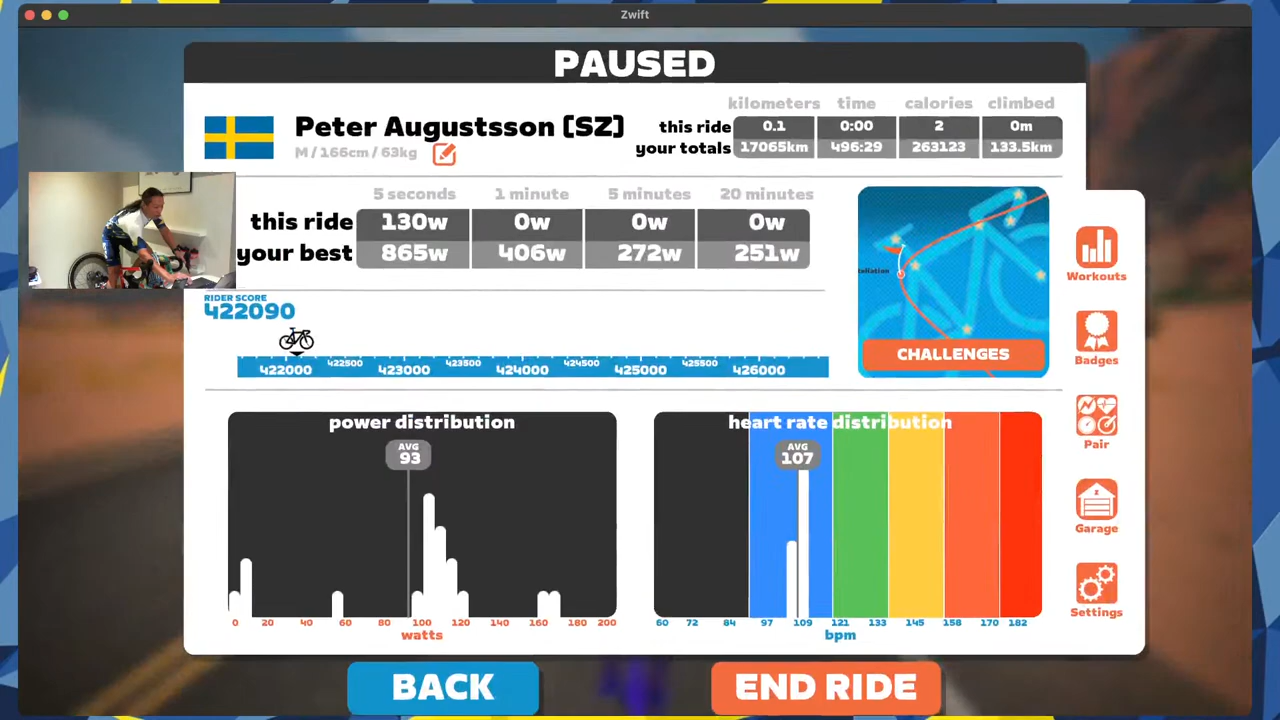 Zwift
PAUSED
kilometers time calories climbed
Peter Augustsson (SZ)
M / 166cm / 63kg
this ride 0.1 0:00 2 0m
your totals 17065km 496:29 263123 133.5km
5 seconds 1 minute 5 minutes 20 minutes
this ride 130w 0w 0w 0w
your best 865w 406w 272w 251w
RIDER SCORE
422090
422000 422500 423000 423500 424000 424500 425000 425500 426000
CHALLENGES
Workouts
Badges
Pair
Garage
Settings
power distribution
AVG
93
0 20 40 60 80 100 120 140 160 180 200
watts
heart rate distribution
AVG
107
60 72 84 97 109 121 133 145 158 170 182
bpm
BACK
END RIDE